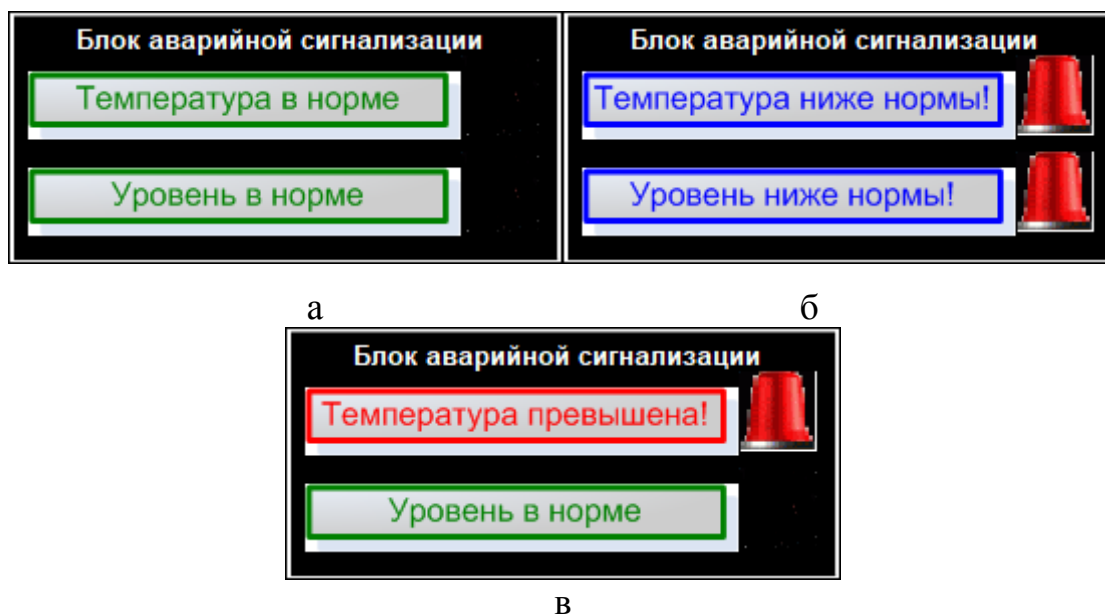 Блок аварийной сигнализации
Температура в норме
Уровень в норме
Блок аварийной сигнализации
Температура ниже нормы!
Уровень ниже нормы!
а
б
Блок аварийной сигнализации
Температура превышена!
Уровень в норме
в